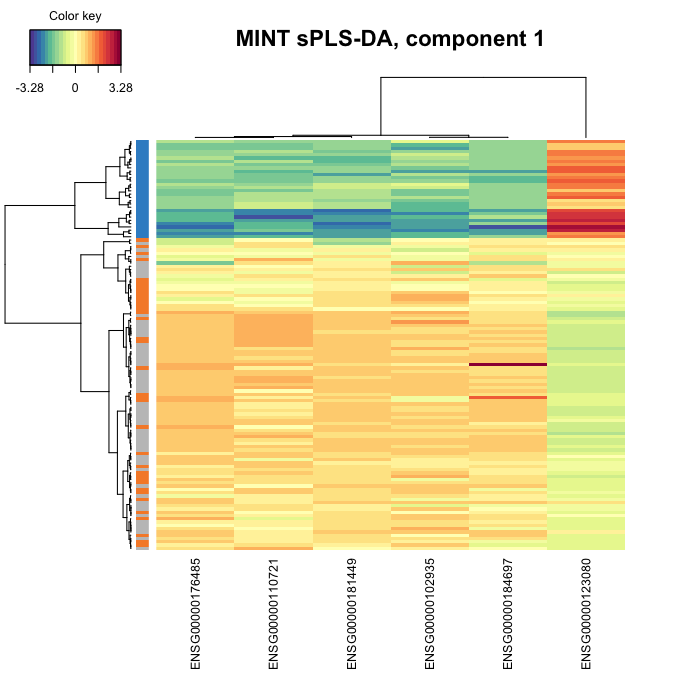 Color key
-3.28 0 3.28
MINT sPLS-DA, component 1
ENSG00000176485
ENSG00000110721
ENSG00000181449
ENSG00000102935
ENSG00000184697
ENSG00000123080